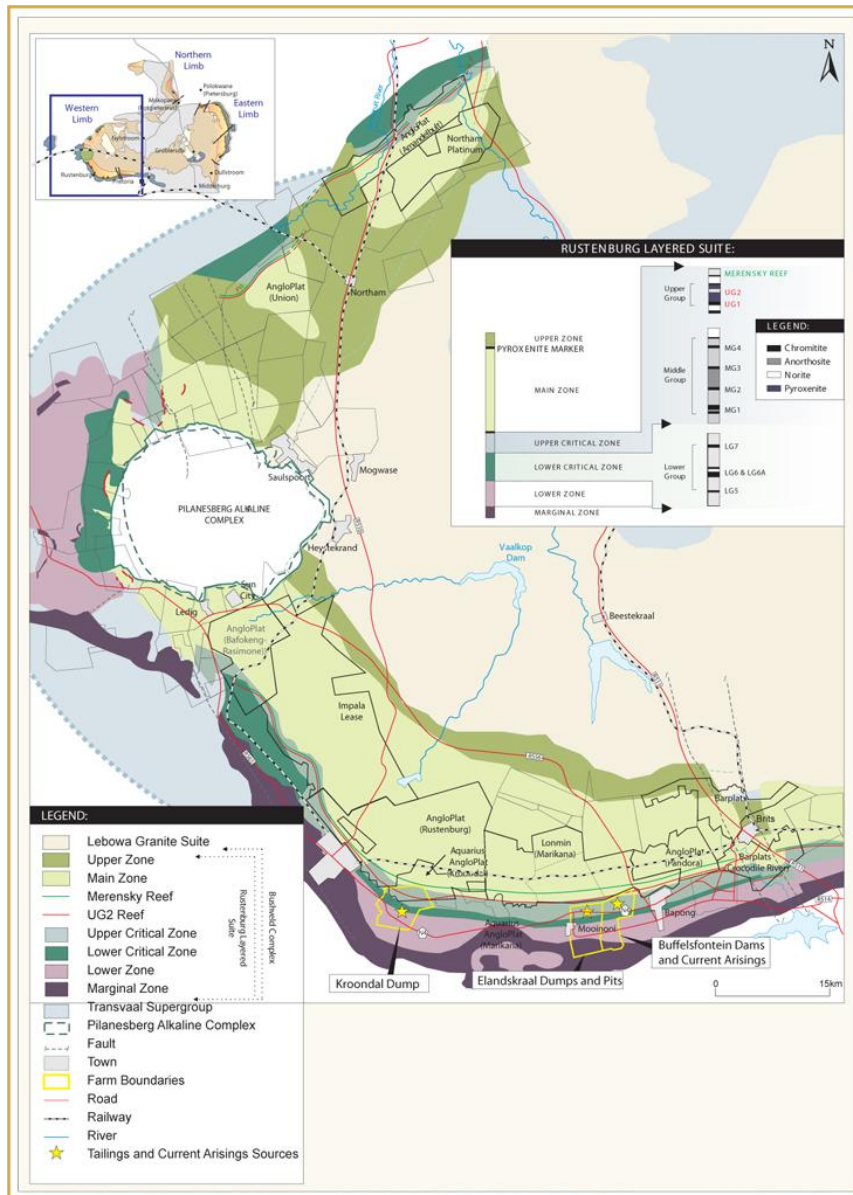 Northern
Limb
Polokwane
(Pietersburg)
Western
Limb
Eastern
Limb
Rustenburg
Pretoria
Dullstroom
Middelburg
N
AngloPlat
(Amandelbult)
Northam
Platinum
AngloPlat
(Union)
Northam
RUSTENBURG LAYERED SUITE:
MERENSKY REEF
Upper
Group
UG2
UG1
UPPER ZONE
PYROXENITE MARKER
MAIN ZONE
Middle
Group
MG4
MG3
MG2
MG1
LEGEND:
Chromitite
Anorthosite
Norite
Pyroxenite
UPPER CRITICAL ZONE
LOWER CRITICAL ZONE
LOWER ZONE
MARGINAL ZONE
Lower
Group
LG7
LG6 & LG6A
LG5
Saulspoort
Mogwase
PILANESBERG ALKALINE
COMPLEX
Heystekrand
Vaalkop
Dam
Sun
City
Ledig
Beestekraal
AngloPlat
(Bafokeng-
Rasimone)
Impala
Lease
Barplats
Brits
AngloPlat
(Rustenburg)
Lonmin
(Marikana)
AngloPlat
(Pandora)
Barplats
(Crocodile River)
Aquarius
AngloPlat
(Kroondal)
Aquarius
AngloPlat
(Marikana)
Mooinooi
Bapong
Kroondal Dump
Elandskraal Dumps and Pits
Buffelsfontein Dams
and Current Arisings
0 15km
LEGEND:
Lebowa Granite Suite
Upper Zone
Main Zone
Merensky Reef
UG2 Reef
Upper Critical Zone
Lower Critical Zone
Lower Zone
Marginal Zone
Transvaal Supergroup
Pilanesberg Alkaline Complex
Fault
Town
Farm Boundaries
Road
Railway
River
Tailings and Current Arisings Sources
Rustenburg Layered
Suite
Bushveld Complex